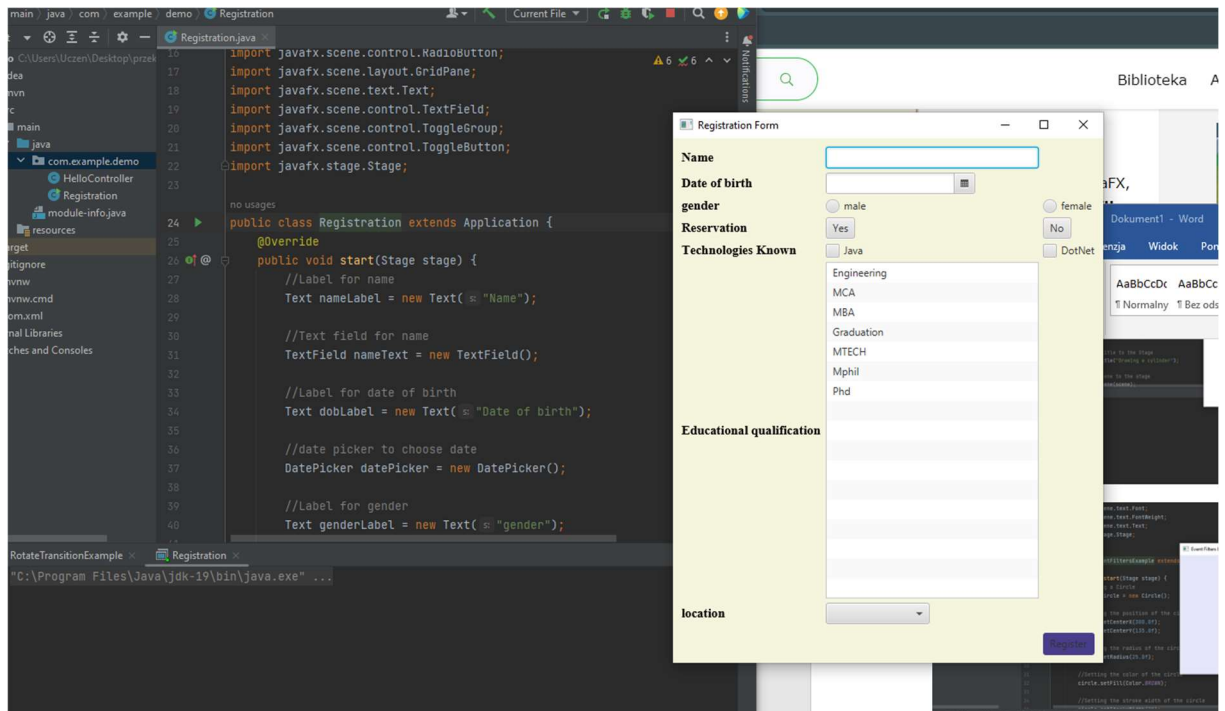 main java com example demo Registration
Current File
C:\Users\Uczen\Desktop\przek
Registration.java
6 6
Notifications
dea
nvn
main
java
com.example.demo
HelloController
Registration
module-info.java
resources
arget
gitignore
nvnw
nvnw.cmd
om.xml
nal Libraries
ches and Consoles
16 import javafx.scene.control.RadioButton;
17 import javafx.scene.layout.GridPane;
18 import javafx.scene.text.Text;
19 import javafx.scene.control.TextField;
20 import javafx.scene.control.ToggleGroup;
21 import javafx.scene.control.ToggleButton;
22 import javafx.stage.Stage;
23
no usages
24 public class Registration extends Application {
25 @Override
26 public void start(Stage stage) {
27 //Label for name
28 Text nameLabel = new Text( s: "Name");
29
30 //Text field for name
31 TextField nameText = new TextField();
32
33 //Label for date of birth
34 Text dobLabel = new Text( s: "Date of birth");
35
36 //date picker to choose date
37 DatePicker datePicker = new DatePicker();
38
39 //Label for gender
40 Text genderLabel = new Text( s: "gender");
RotateTransitionExample Registration
"C:\Program Files\Java\jdk-19\bin\java.exe" ...
Registration Form
Name
Date of birth
gender male female
Reservation Yes No
Technologies Known Java DotNet
Engineering
MCA
MBA
Graduation
MTECH
Mphil
Phd
Educational qualification
location
Register
Biblioteka A
aFX,
Dokument1 - Word
enzja Widok Pon
AaBbCcDc AaBbCc
¶ Normalny ¶ Bez ods